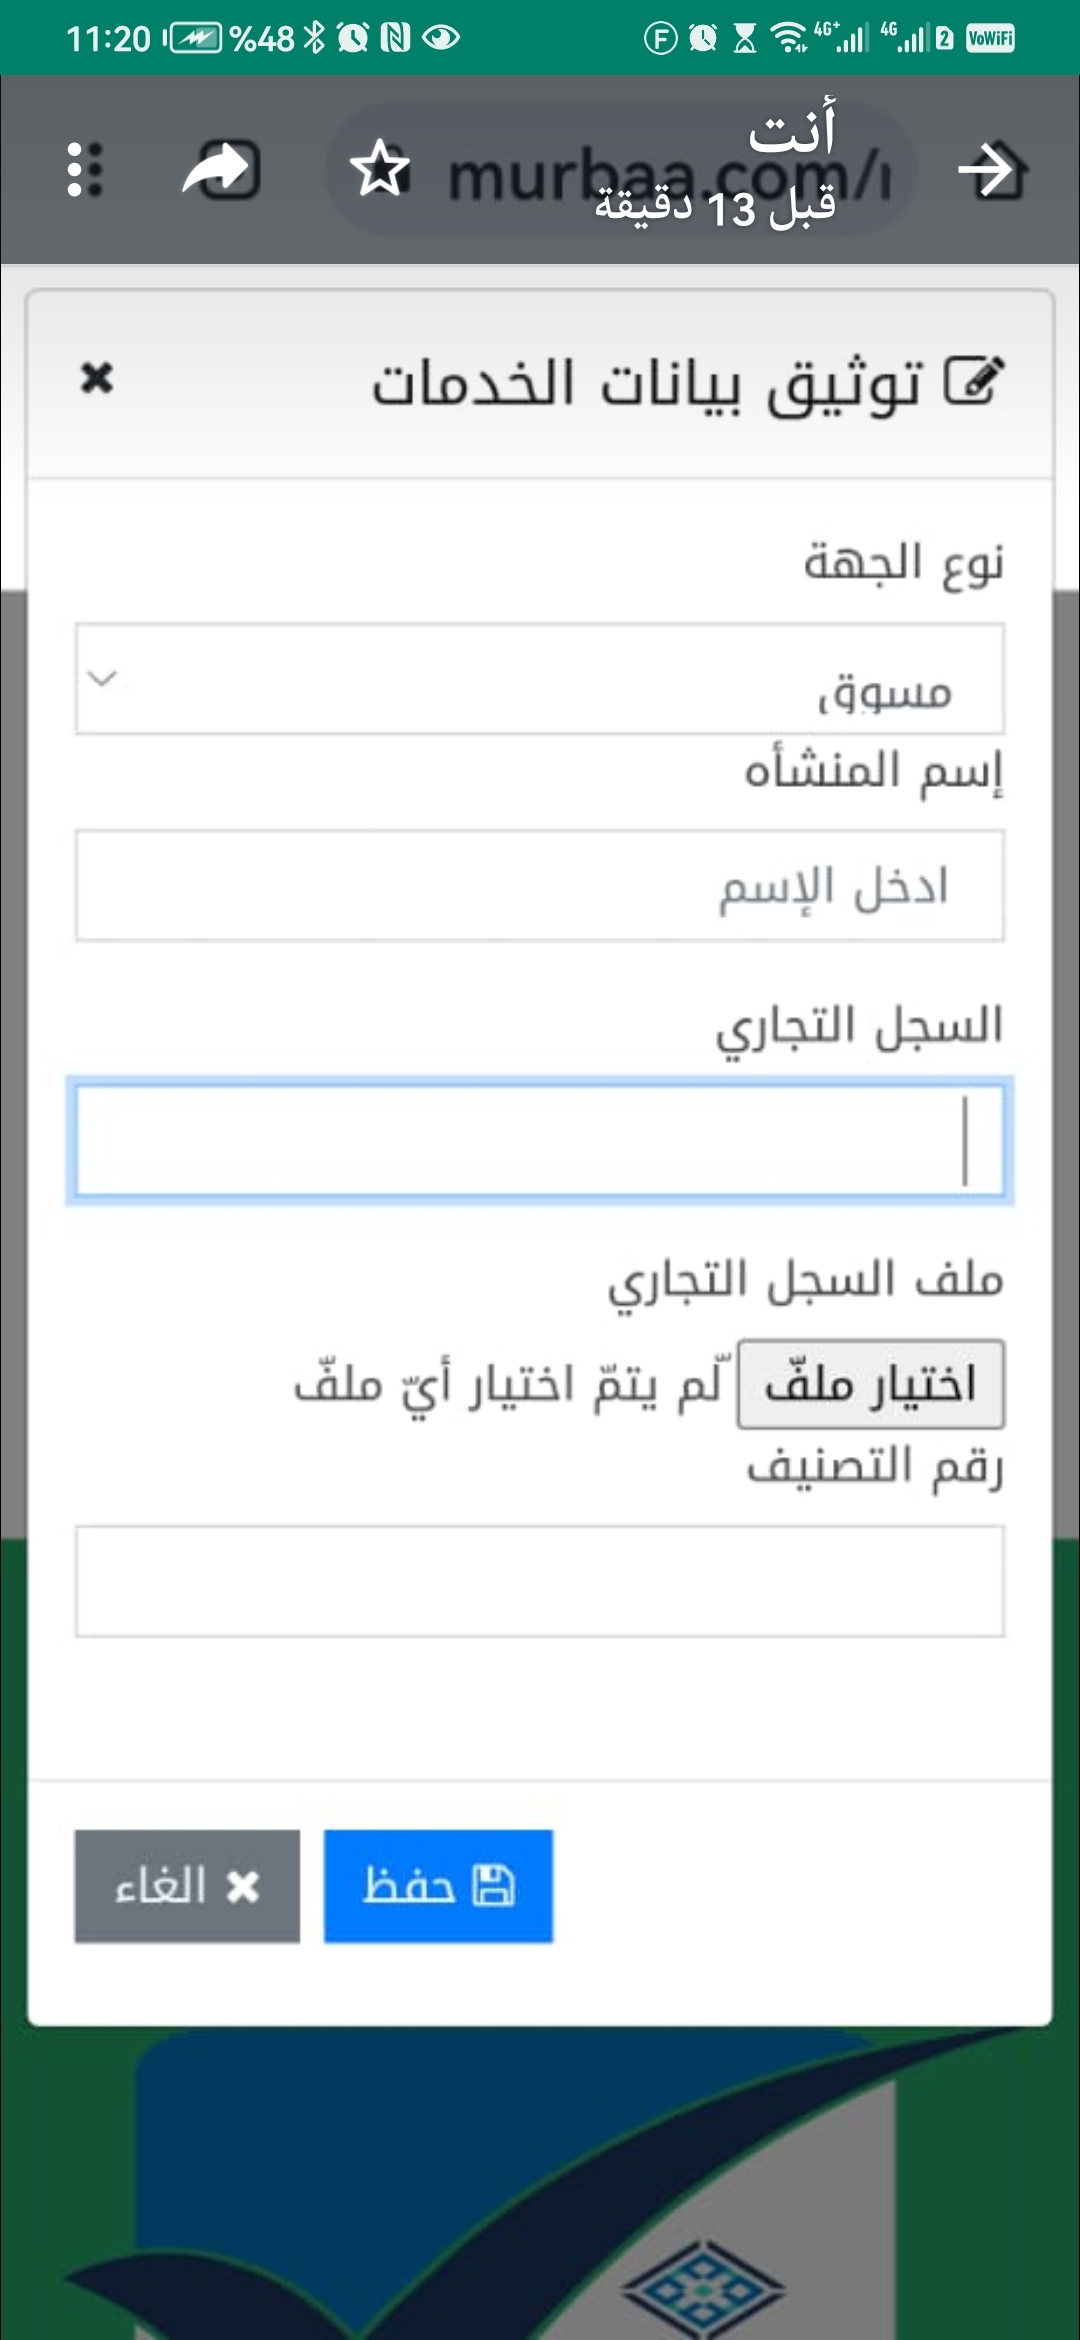 11:20 %48 4G+ 4G 2 VoWiFi
أنت
قبل 13 دقيقة
murbaa.com/
توثيق بيانات الخدمات
نوع الجهة
مسوق
إسم المنشأه
ادخل الإسم
السجل التجاري
ملف السجل التجاري
اختيار ملفّ لم يتمّ اختيار أيّ ملفّ
رقم التصنيف
حفظ
الغاء